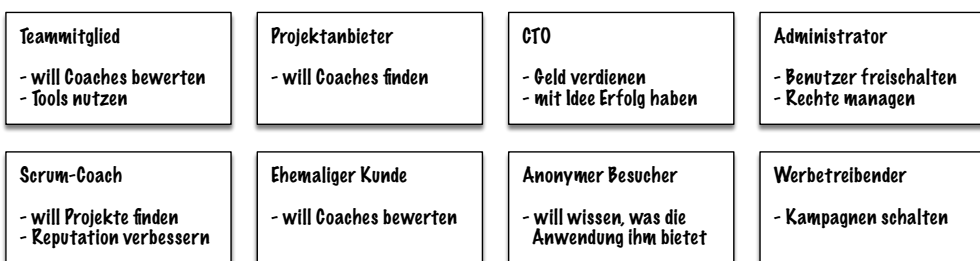 Teammitglied
- will Coaches bewerten
- Tools nutzen
Projektanbieter
- will Coaches finden
CTO
- Geld verdienen
- mit Idee Erfolg haben
Administrator
- Benutzer freischalten
- Rechte managen
Scrum-Coach
- will Projekte finden
- Reputation verbessern
Ehemaliger Kunde
- will Coaches bewerten
Anonymer Besucher
- will wissen, was die
Anwendung ihm bietet
Werbetreibender
- Kampagnen schalten